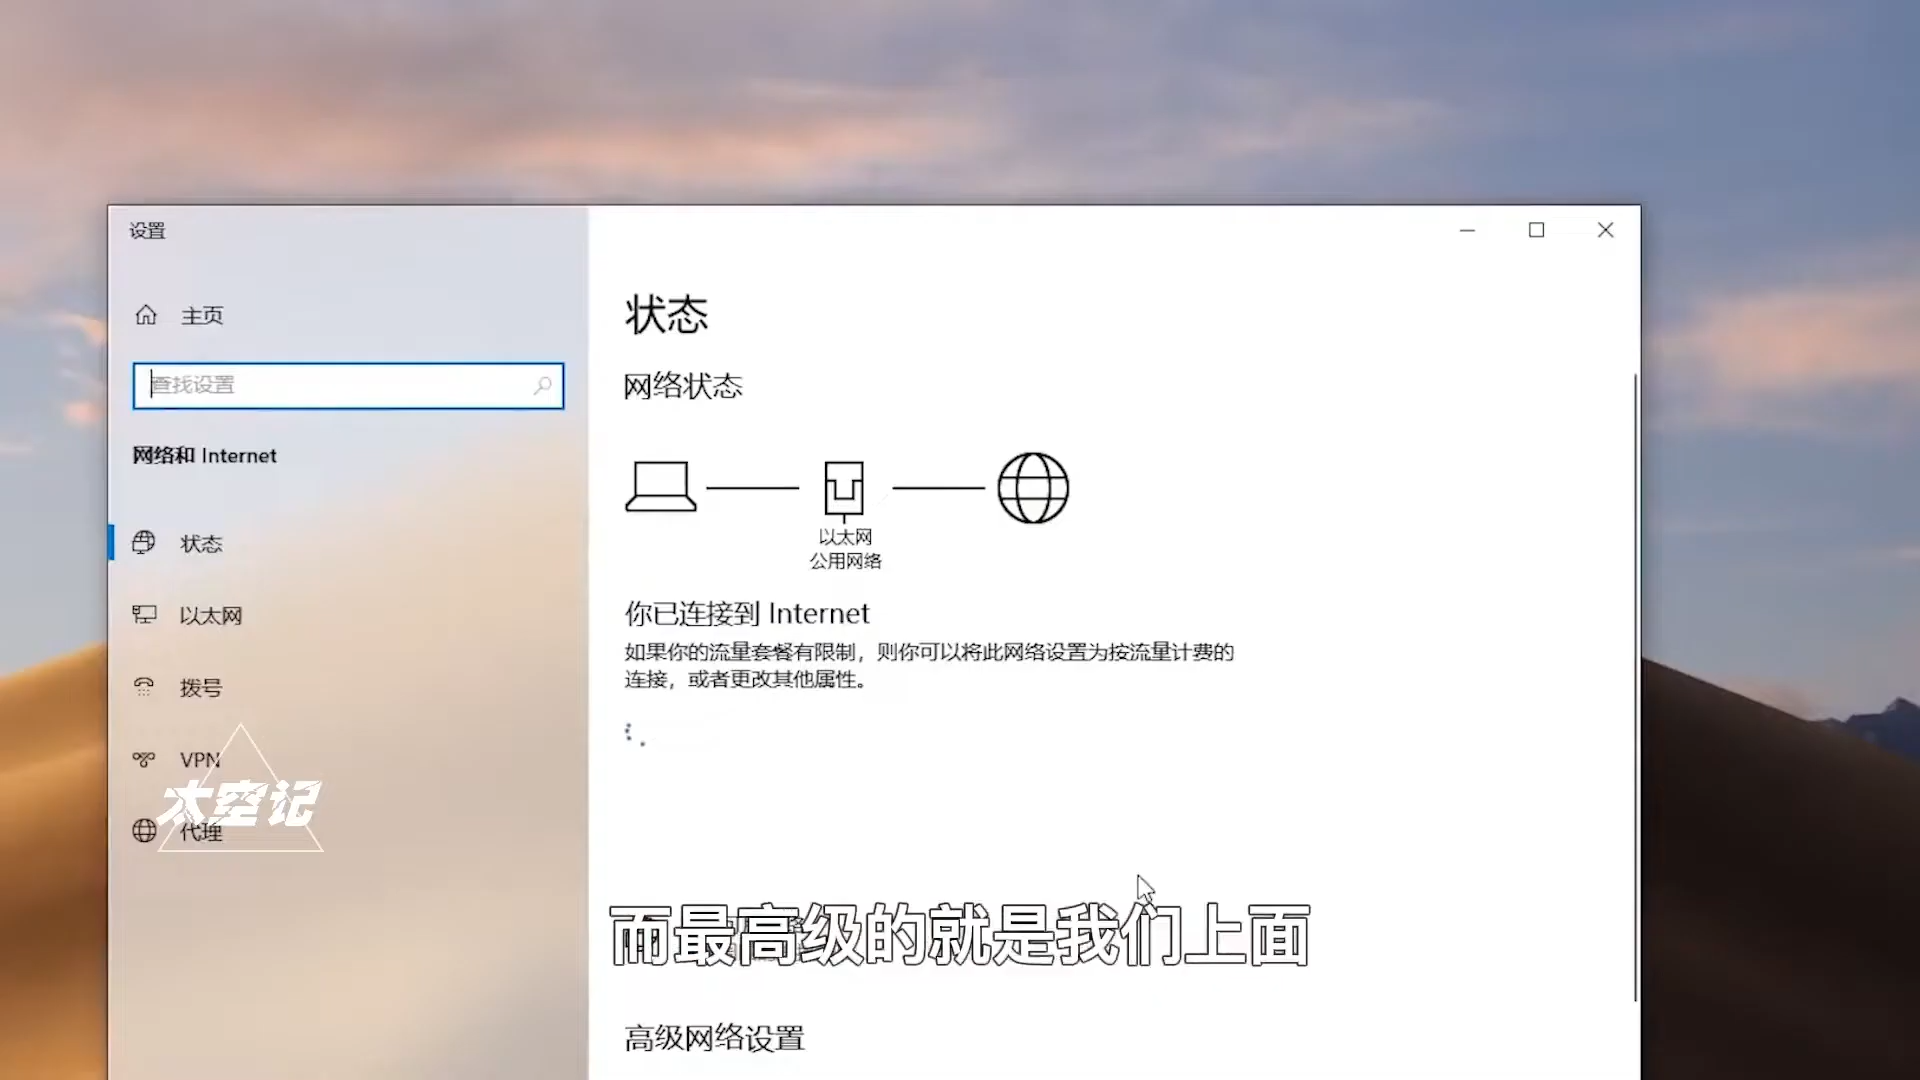 设置
主页
查找设置
网络和 Internet
状态
以太网
拨号
VPN
代理
太空记
状态
网络状态
以太网
公用网络
你已连接到 Internet
如果你的流量套餐有限制，则你可以将此网络设置为按流量计费的
连接，或者更改其他属性。
而最高级的就是我们上面
高级网络设置